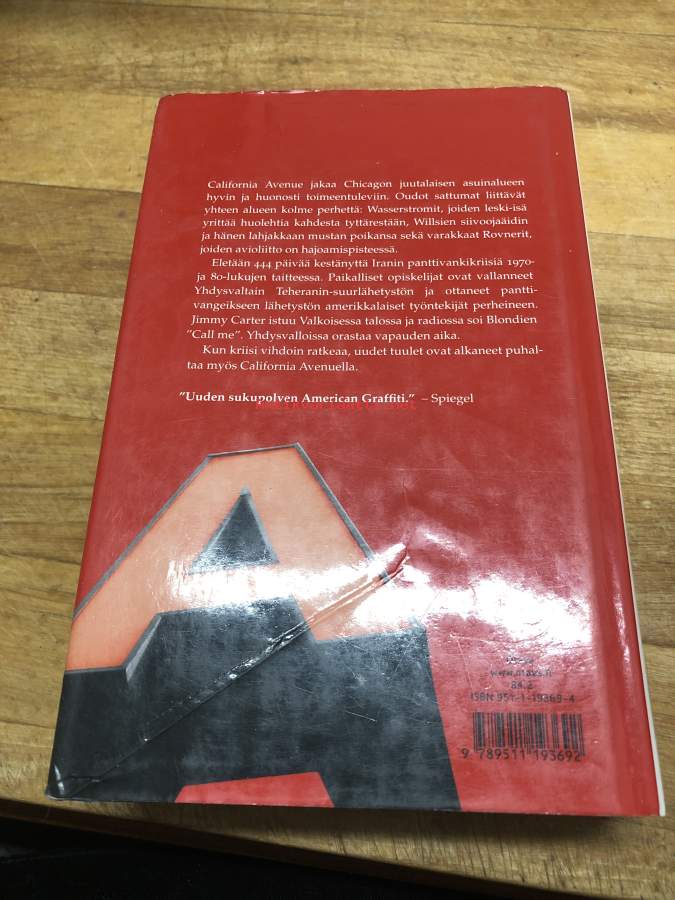 California Avenue jakaa Chicagon juutalaisen asuinalueen
hyvin ja huonosti toimeentuleviin. Oudot sattumat liittävät
yhteen alueen kolme perhettä: Wasserstromit, joiden leski-isä
yrittää huolehtia kahdesta tyttärestään, Willsien siivoojaäidin
ja hänen lahjakkaan mustan poikansa sekä varakkaat Rovnerit,
joiden avioliitto on hajoamispisteessä.
Eletään 444 päivää kestänyttä Iranin panttivankikriisiä 1970-
ja 80-lukujen taitteessa. Paikalliset opiskelijat ovat vallanneet
Yhdysvaltain Teheranin-suurlähetystön ja ottaneet pantti-
vangeikseen lähetystön amerikkalaiset työntekijät perheineen.
Jimmy Carter istuu Valkoisessa talossa ja radiossa soi Blondien
"Call me". Yhdysvalloissa orastaa vapauden aika.
Kun kriisi vihdoin ratkeaa, uudet tuulet ovat alkaneet puhal-
taa myös California Avenuella.
"Uuden sukupolven American Graffiti." – Spiegel
84.2
ISBN 951-1-19369-4
9 789511 193692